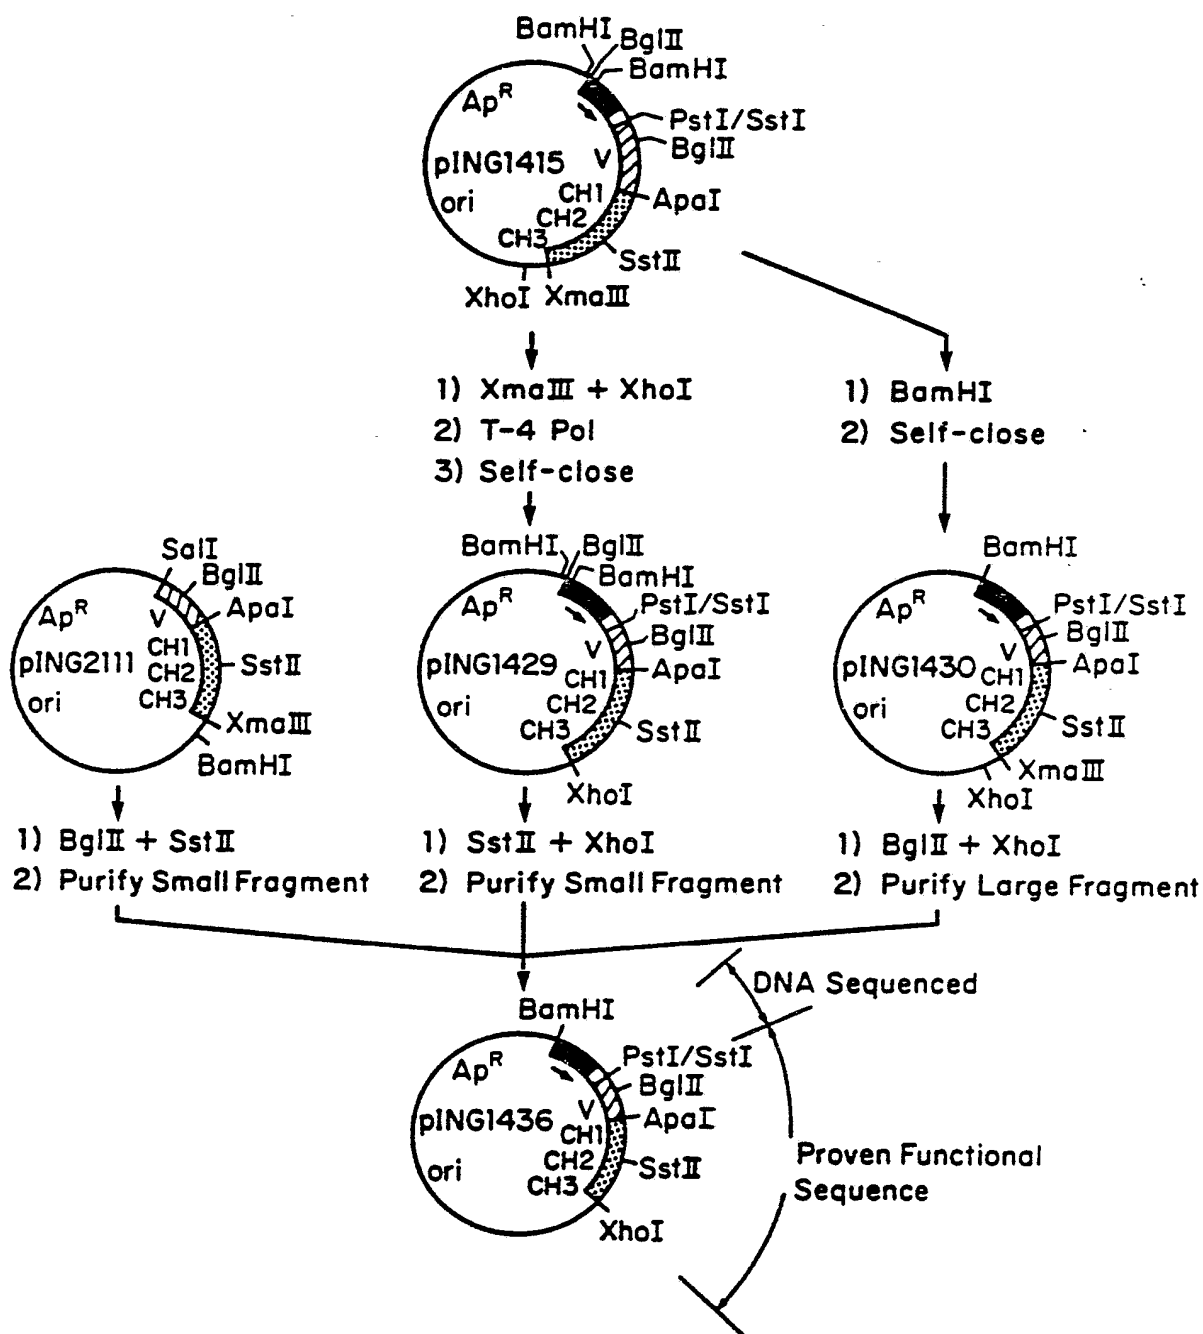 BamHI
BglII
BamHI
Ap^R
PstI/SstI
BglII
pING1415
V
ori
CH1
ApaI
CH2
CH3
SstII
XhoI XmaIII
1) XmaIII + XhoI
2) T-4 Pol
3) Self-close
1) BamHI
2) Self-close
SalI
BglII
ApaI
Ap^R
V
CH1
pING2111
CH2
SstII
CH3
ori
XmaIII
BamHI
BamHI
BglII
BamHI
Ap^R
PstI/SstI
V
BglII
pING1429
ApaI
CH1
CH2
ori
CH3
SstII
XhoI
BamHI
Ap^R
PstI/SstI
BglII
V
ApaI
pING1430
CH1
CH2
ori
CH3
SstII
XmaIII
XhoI
1) BglII + SstII
2) Purify Small Fragment
1) SstII + XhoI
2) Purify Small Fragment
1) BglII + XhoI
2) Purify Large Fragment
DNA Sequenced
BamHI
PstI/SstI
Ap^R
BglII
V
ApaI
pING1436
CH1
CH2
SstII
ori
CH3
XhoI
Proven Functional
Sequence